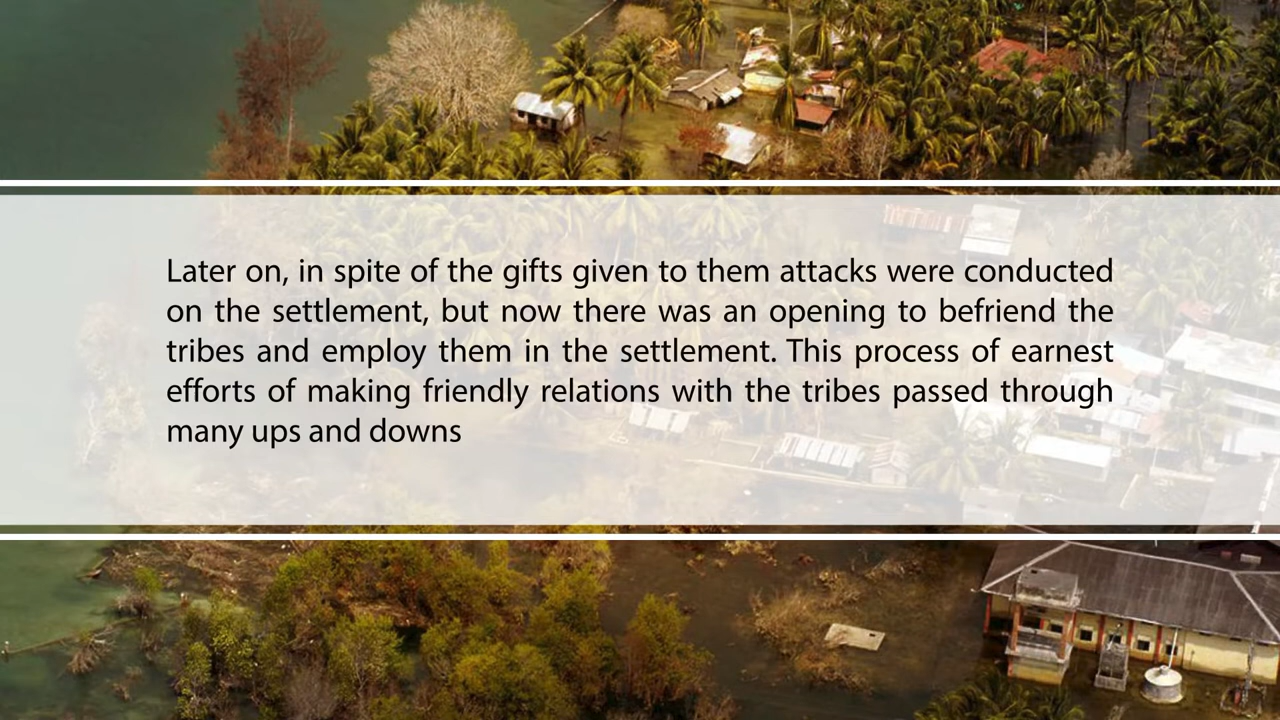 Later on, in spite of the gifts given to them attacks were conducted
on the settlement, but now there was an opening to befriend the
tribes and employ them in the settlement. This process of earnest
efforts of making friendly relations with the tribes passed through
many ups and downs